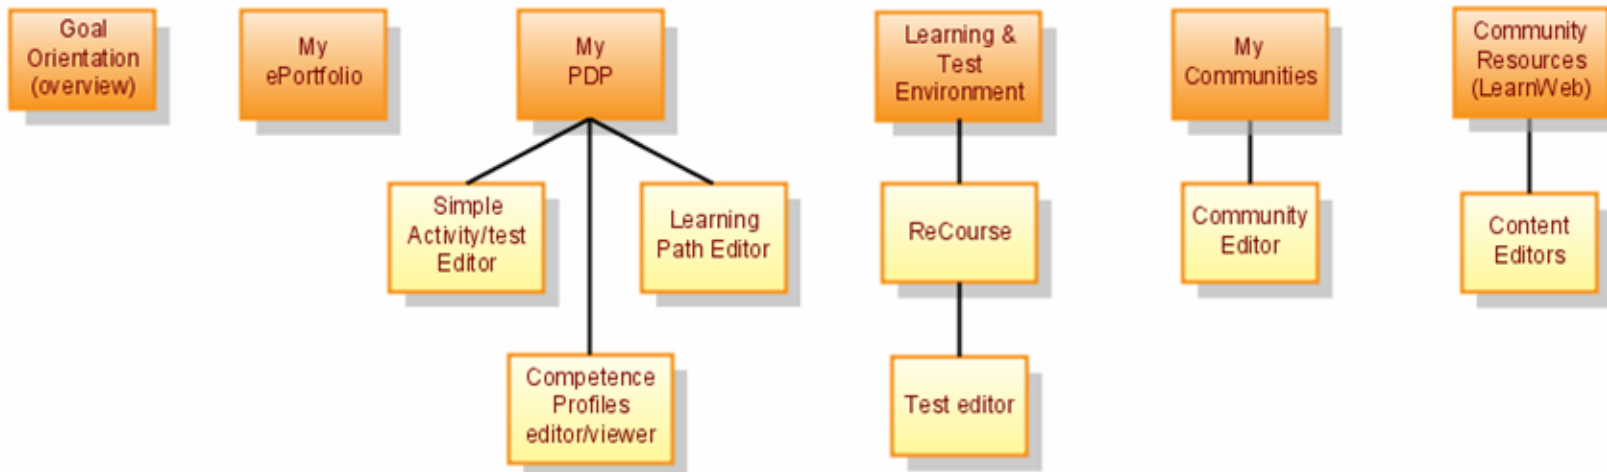 Goal
Orientation
(overview)
My
ePortfolio
My
PDP
Learning &
Test
Environment
My
Communities
Community
Resources
(LearnWeb)
Simple
Activity/test
Editor
Learning
Path Editor
ReCourse
Community
Editor
Content
Editors
Competence
Profiles
editor/viewer
Test editor